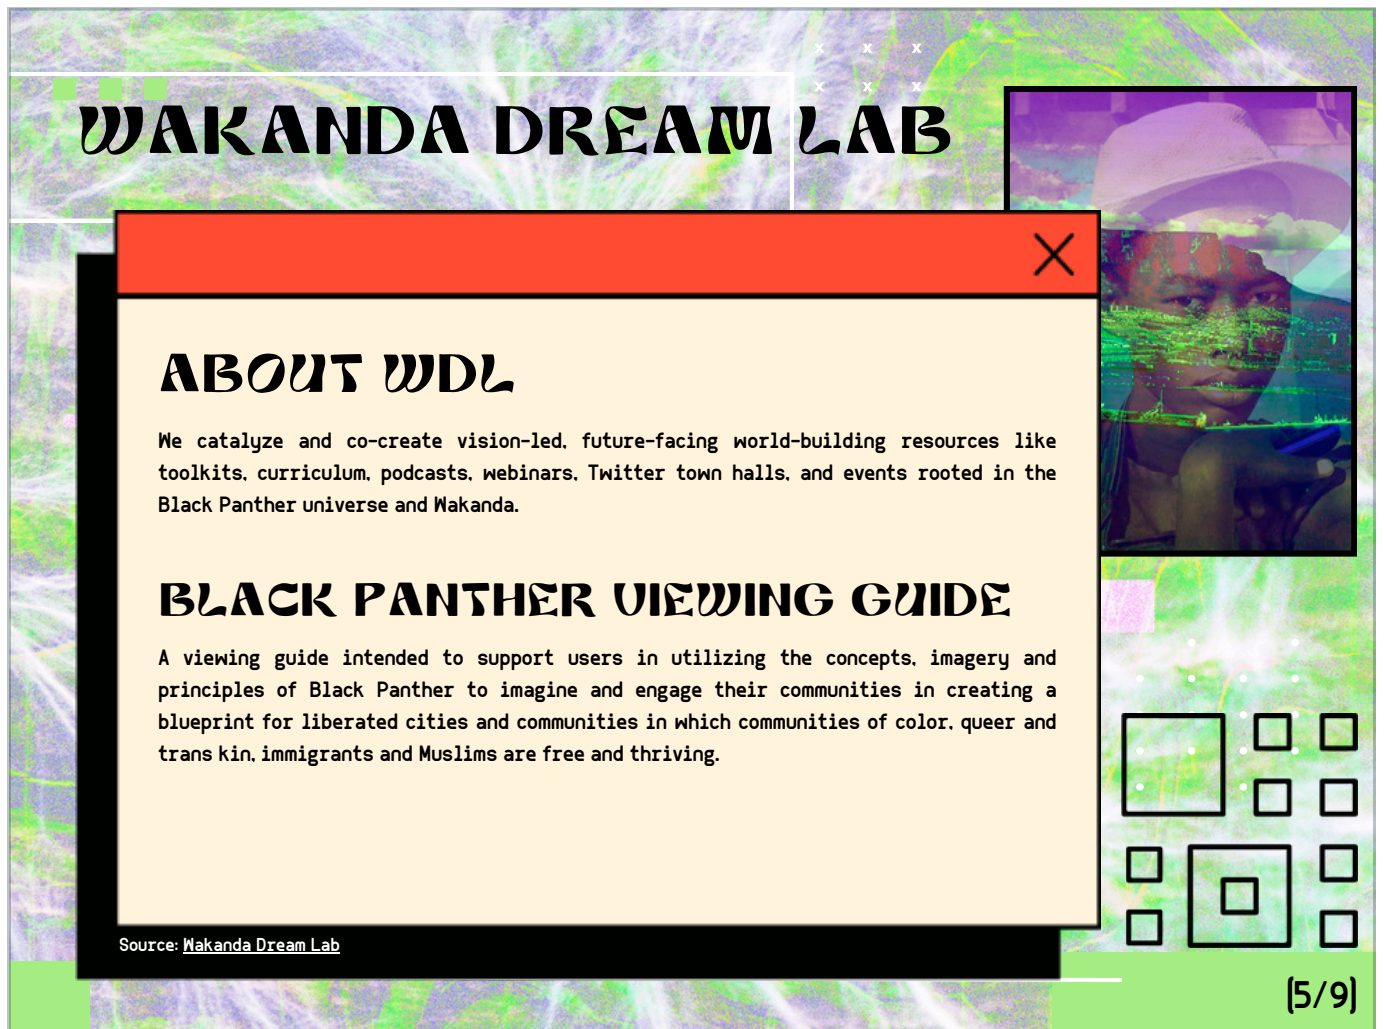 WAKANDA DREAM LAB
ABOUT WDL
We catalyze and co-create vision-led, future-facing world-building resources like
toolkits, curriculum, podcasts, webinars, Twitter town halls, and events rooted in the
Black Panther universe and Wakanda.
BLACK PANTHER VIEWING GUIDE
A viewing guide intended to support users in utilizing the concepts, imagery and
principles of Black Panther to imagine and engage their communities in creating a
blueprint for liberated cities and communities in which communities of color, queer and
trans kin, immigrants and Muslims are free and thriving.
Source: Wakanda Dream Lab
(5/9)